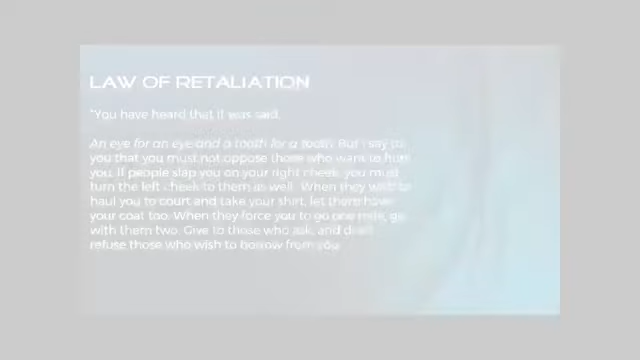 LAW OF RETALIATION
"You have heard that it was said,
An eye for an eye and a tooth for a tooth. But I say to
you that you must not oppose those who want to hurt
you. If people slap you on your right cheek, you must
turn the left cheek to them as well. When they wish to
haul you to court and take your shirt, let them have
your coat too. When they force you to go one mile, go
with them two. Give to those who ask, and don't
refuse those who wish to borrow from you.